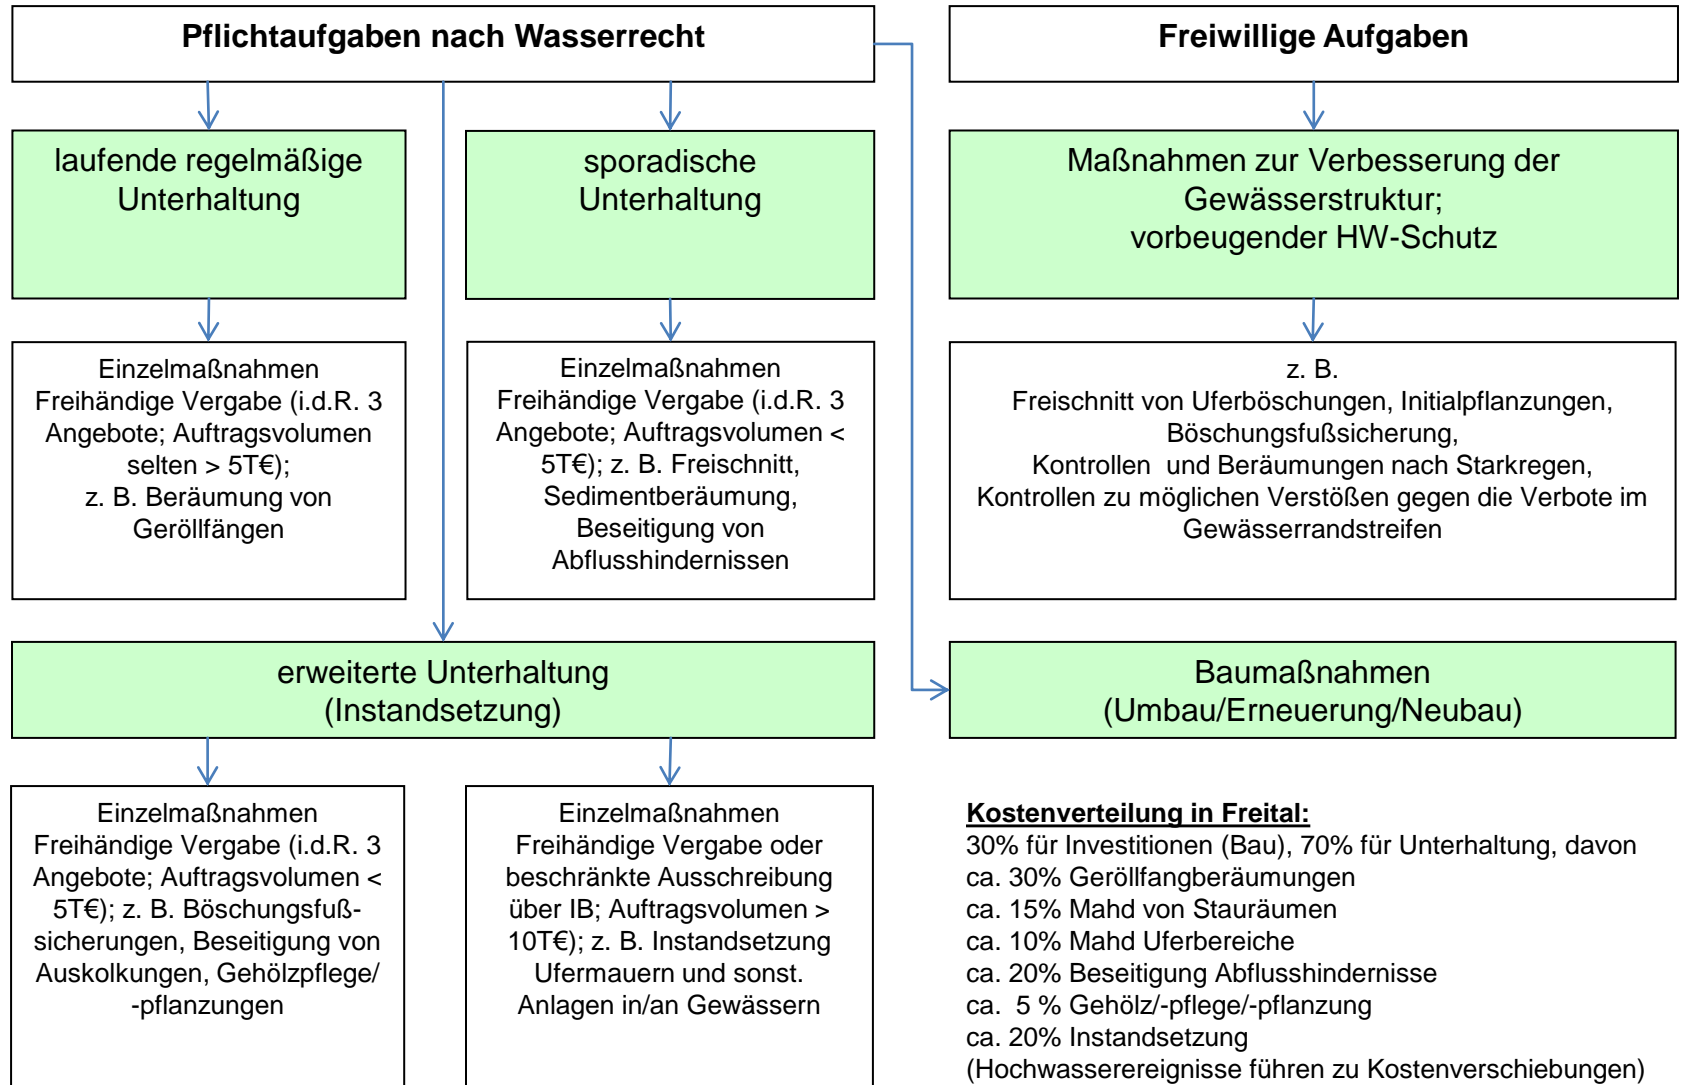 Pflichtaufgaben nach Wasserrecht
Freiwillige Aufgaben
laufende regelmäßige
Unterhaltung
sporadische
Unterhaltung
Maßnahmen zur Verbesserung der
Gewässerstruktur;
vorbeugender HW-Schutz
Einzelmaßnahmen
Freihändige Vergabe (i.d.R. 3
Angebote; Auftragsvolumen
selten > 5T€);
z. B. Beräumung von
Geröllfängen
Einzelmaßnahmen
Freihändige Vergabe (i.d.R. 3
Angebote; Auftragsvolumen <
5T€); z. B. Freischnitt,
Sedimentberäumung,
Beseitigung von
Abflusshindernissen
z. B.
Freischnitt von Uferböschungen, Initialpflanzungen,
Böschungsfußsicherung,
Kontrollen  und Beräumungen nach Starkregen,
Kontrollen zu möglichen Verstößen gegen die Verbote im
Gewässerrandstreifen
erweiterte Unterhaltung
(Instandsetzung)
Baumaßnahmen
(Umbau/Erneuerung/Neubau)
Einzelmaßnahmen
Freihändige Vergabe (i.d.R. 3
Angebote; Auftragsvolumen <
5T€); z. B. Böschungsfuß-
sicherungen, Beseitigung von
Auskolkungen, Gehölzpflege/
-pflanzungen
Einzelmaßnahmen
Freihändige Vergabe oder
beschränkte Ausschreibung
über IB; Auftragsvolumen >
10T€); z. B. Instandsetzung
Ufermauern und sonst.
Anlagen in/an Gewässern
Kostenverteilung in Freital:
30% für Investitionen (Bau), 70% für Unterhaltung, davon
ca. 30% Geröllfangberäumungen
ca. 15% Mahd von Stauräumen
ca. 10% Mahd Uferbereiche
ca. 20% Beseitigung Abflusshindernisse
ca.  5 % Gehölz/-pflege/-pflanzung
ca. 20% Instandsetzung
(Hochwasserereignisse führen zu Kostenverschiebungen)